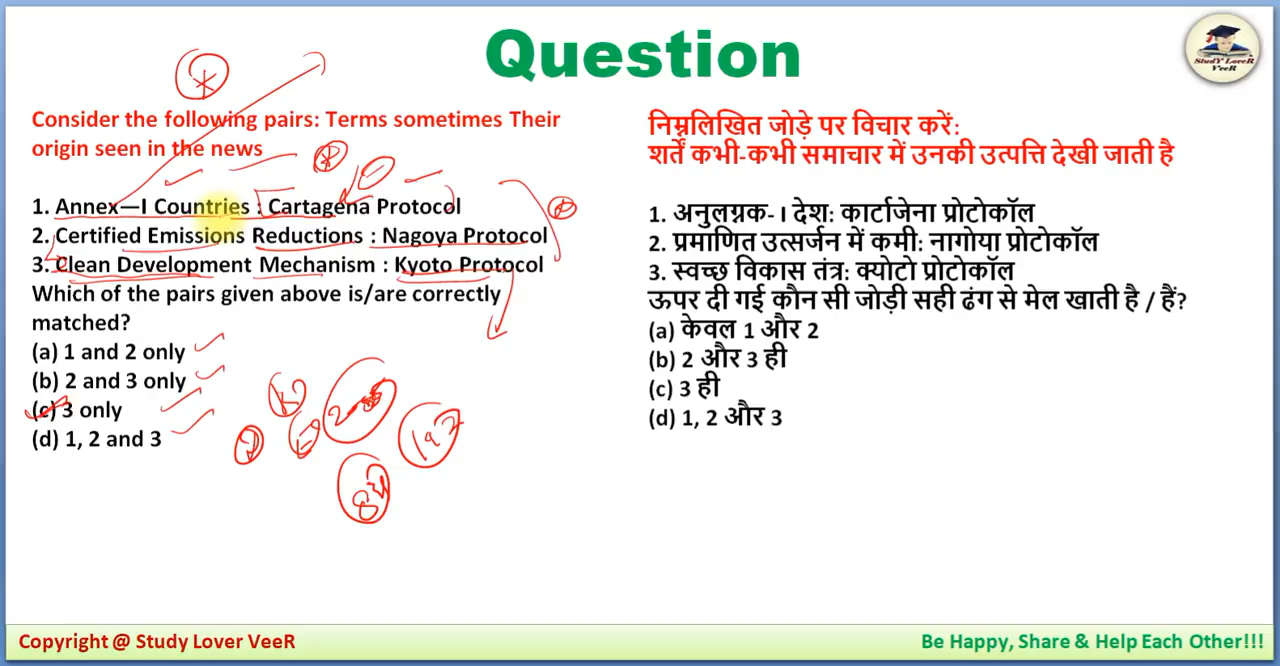 Question
StudY LoveR
VeeR
Consider the following pairs: Terms sometimes Their
origin seen in the news
1. Annex—I Countries : Cartagena Protocol
2. Certified Emissions Reductions : Nagoya Protocol
3. Clean Development Mechanism : Kyoto Protocol
Which of the pairs given above is/are correctly
matched?
(a) 1 and 2 only
(b) 2 and 3 only
(c) 3 only
(d) 1, 2 and 3
निम्नलिखित जोड़े पर विचार करें:
शर्तें कभी-कभी समाचार में उनकी उत्पत्ति देखी जाती है
1. अनुलग्नक- I देश: कार्टाजेना प्रोटोकॉल
2. प्रमाणित उत्सर्जन में कमी: नागोया प्रोटोकॉल
3. स्वच्छ विकास तंत्र: क्योटो प्रोटोकॉल
ऊपर दी गई कौन सी जोड़ी सही ढंग से मेल खाती है / हैं?
(a) केवल 1 और 2
(b) 2 और 3 ही
(c) 3 ही
(d) 1, 2 और 3
Copyright @ Study Lover VeeR
Be Happy, Share & Help Each Other!!!